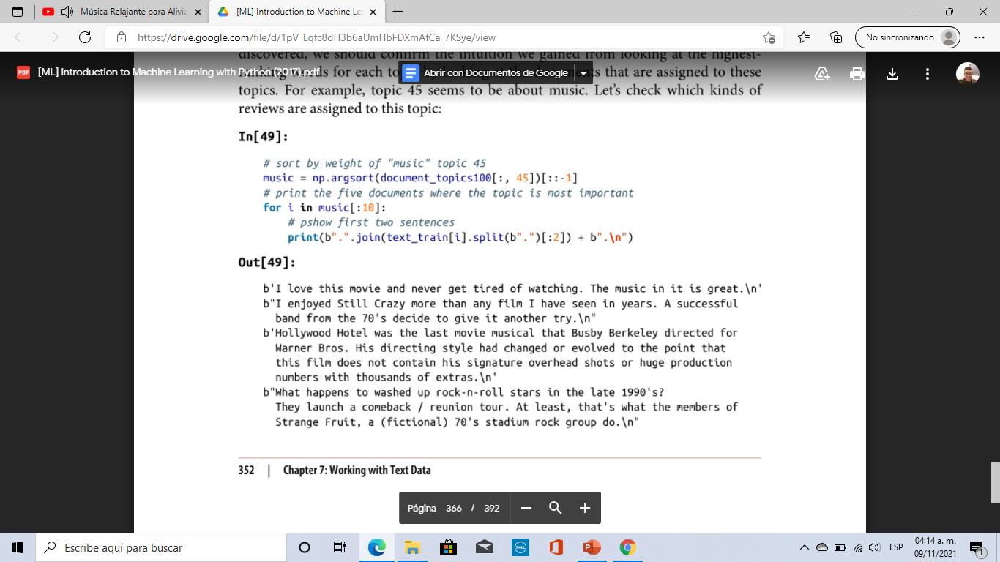 Música Relajante para Alivia
[ML] Introduction to Machine Le
https://drive.google.com/file/d/1pV_Lqfc8dH3b6aUmHbFDXmAfCa_7KSye/view
No sincronizando
discovered, we should confirm the intuition we gained from looking at the highest-
PDF
[ML] Introduction to Machine Learning with Python (2017).pdf
for each to
Abrir con Documentos de Google
ts that are assigned to these
topics. For example, topic 45 seems to be about music. Let's check which kinds of
reviews are assigned to this topic:
In[49]:
# sort by weight of "music" topic 45
music = np.argsort(document_topics100[:, 45])[::-1]
# print the five documents where the topic is most important
for i in music[:10]:
# pshow first two sentences
print(b".".join(text_train[i].split(b".")[:2]) + b".\n")
Out[49]:
b'I love this movie and never get tired of watching. The music in it is great.\n'
b"I enjoyed Still Crazy more than any film I have seen in years. A successful
band from the 70's decide to give it another try.\n"
b'Hollywood Hotel was the last movie musical that Busby Berkeley directed for
Warner Bros. His directing style had changed or evolved to the point that
this film does not contain his signature overhead shots or huge production
numbers with thousands of extras.\n'
b"What happens to washed up rock-n-roll stars in the late 1990's?
They launch a comeback / reunion tour. At least, that's what the members of
Strange Fruit, a (fictional) 70's stadium rock group do.\n"
352 | Chapter 7: Working with Text Data
Página 366 / 392
Escribe aquí para buscar
DELL
ESP
04:14 a. m.
09/11/2021
1